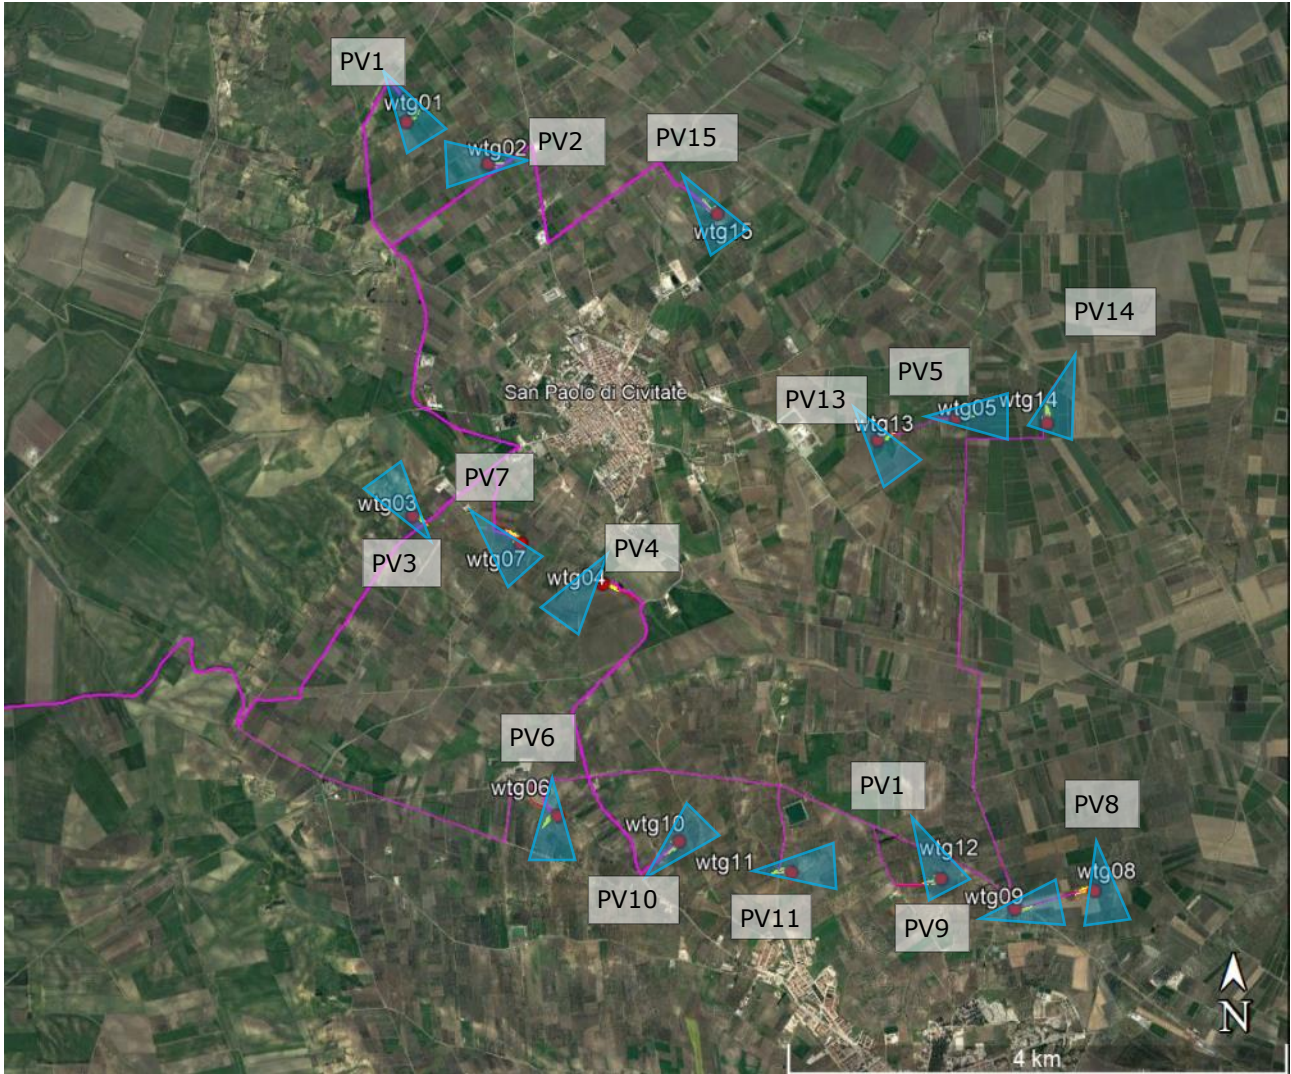 PV1
wtg01
wtg02
PV2
PV15
wtg15
PV14
San Paolo di Civitate
PV5
PV13
wtg05
wtg14
wtg13
PV7
wtg03
PV3
wtg07
PV4
wtg04
PV6
wtg06
wtg10
PV10
wtg11
PV11
PV1
wtg12
PV8
wtg08
wtg09
PV9
N
4 km